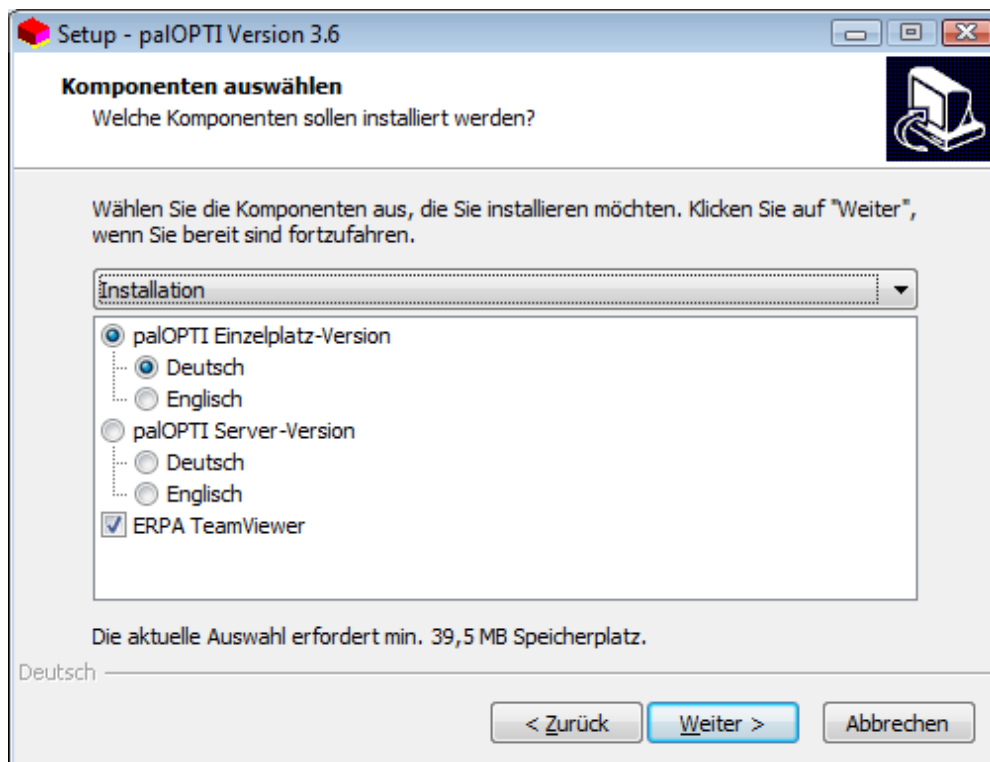 Setup - palOPTI Version 3.6
Komponenten auswählen
Welche Komponenten sollen installiert werden?
Wählen Sie die Komponenten aus, die Sie installieren möchten. Klicken Sie auf "Weiter",
wenn Sie bereit sind fortzufahren.
Installation
palOPTI Einzelplatz-Version
Deutsch
Englisch
palOPTI Server-Version
Deutsch
Englisch
ERPA TeamViewer
Die aktuelle Auswahl erfordert min. 39,5 MB Speicherplatz.
Deutsch
< Zurück
Weiter >
Abbrechen